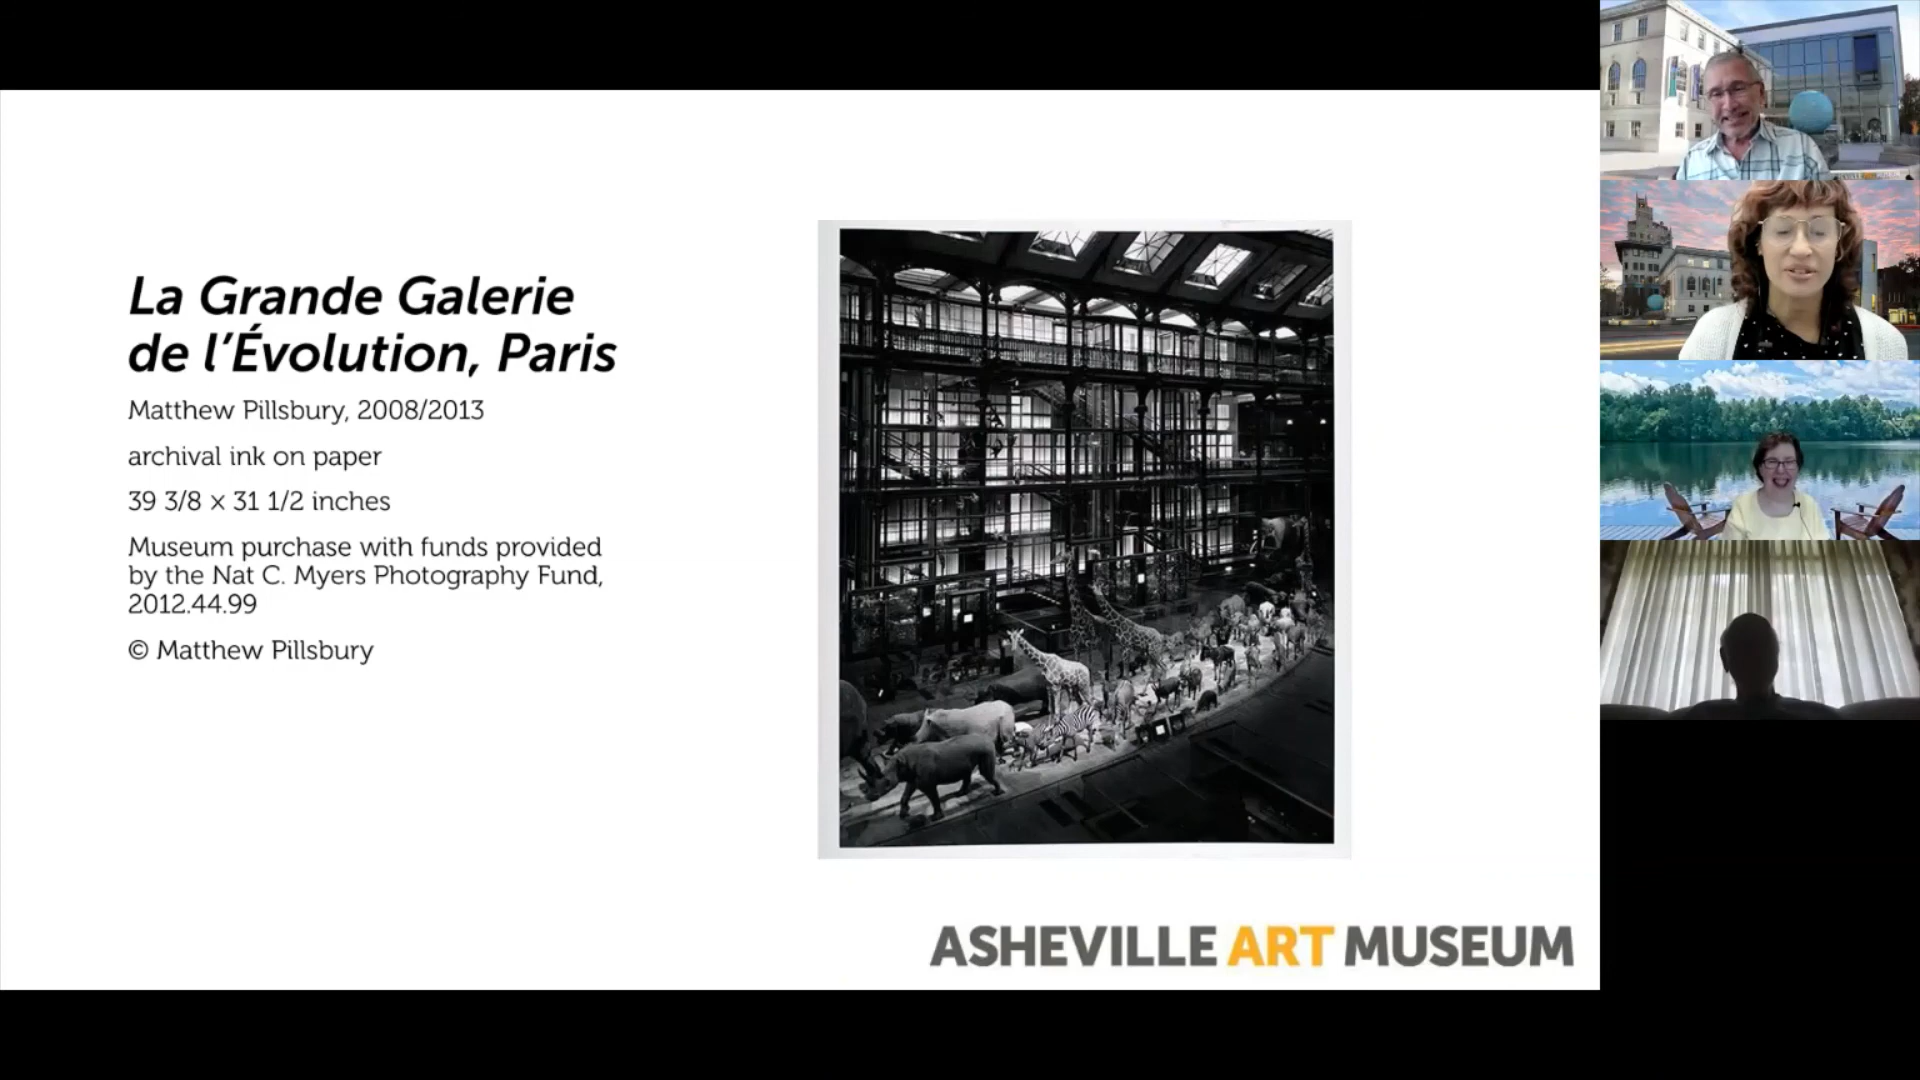 La Grande Galerie
de l’Évolution, Paris
Matthew Pillsbury, 2008/2013
archival ink on paper
39 3/8 x 31 1/2 inches
Museum purchase with funds provided
by the Nat C. Myers Photography Fund,
2012.44.99
© Matthew Pillsbury
ASHEVILLE ART MUSEUM